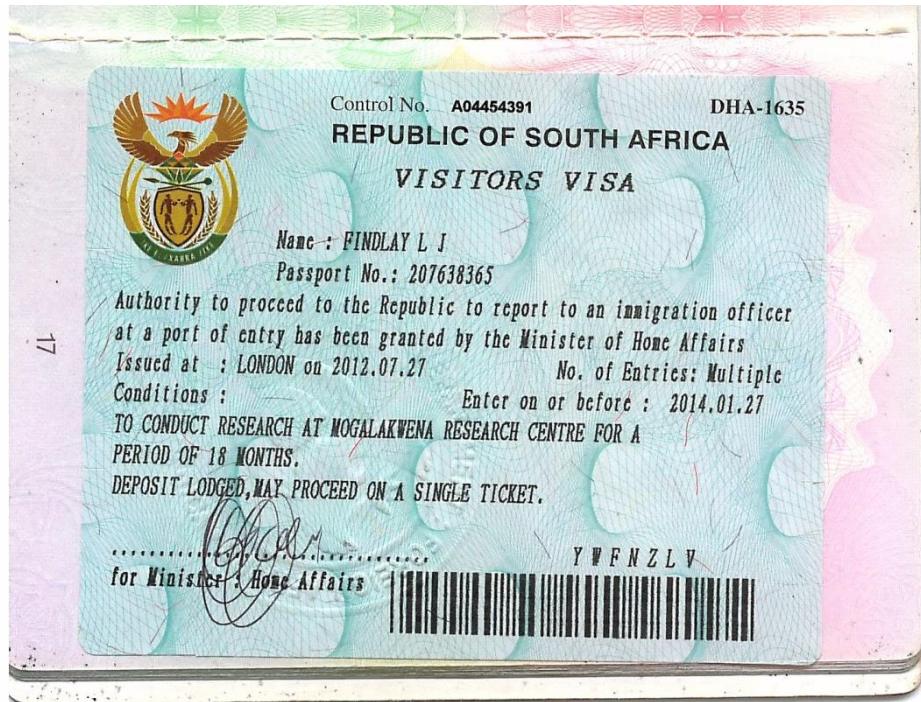 Control No. A04454391 DHA-1635
REPUBLIC OF SOUTH AFRICA
VISITORS VISA
Name : FINDLAY L J
Passport No.: 207638365
Authority to proceed to the Republic to report to an immigration officer
at a port of entry has been granted by the Minister of Home Affairs
Issued at : LONDON on 2012.07.27 No. of Entries: Multiple
Conditions : Enter on or before : 2014.01.27
TO CONDUCT RESEARCH AT MOGALAKWENA RESEARCH CENTRE FOR A
PERIOD OF 18 MONTHS.
DEPOSIT LODGED,MAY PROCEED ON A SINGLE TICKET.
YWFNZLV
for Minister : Home Affairs
17